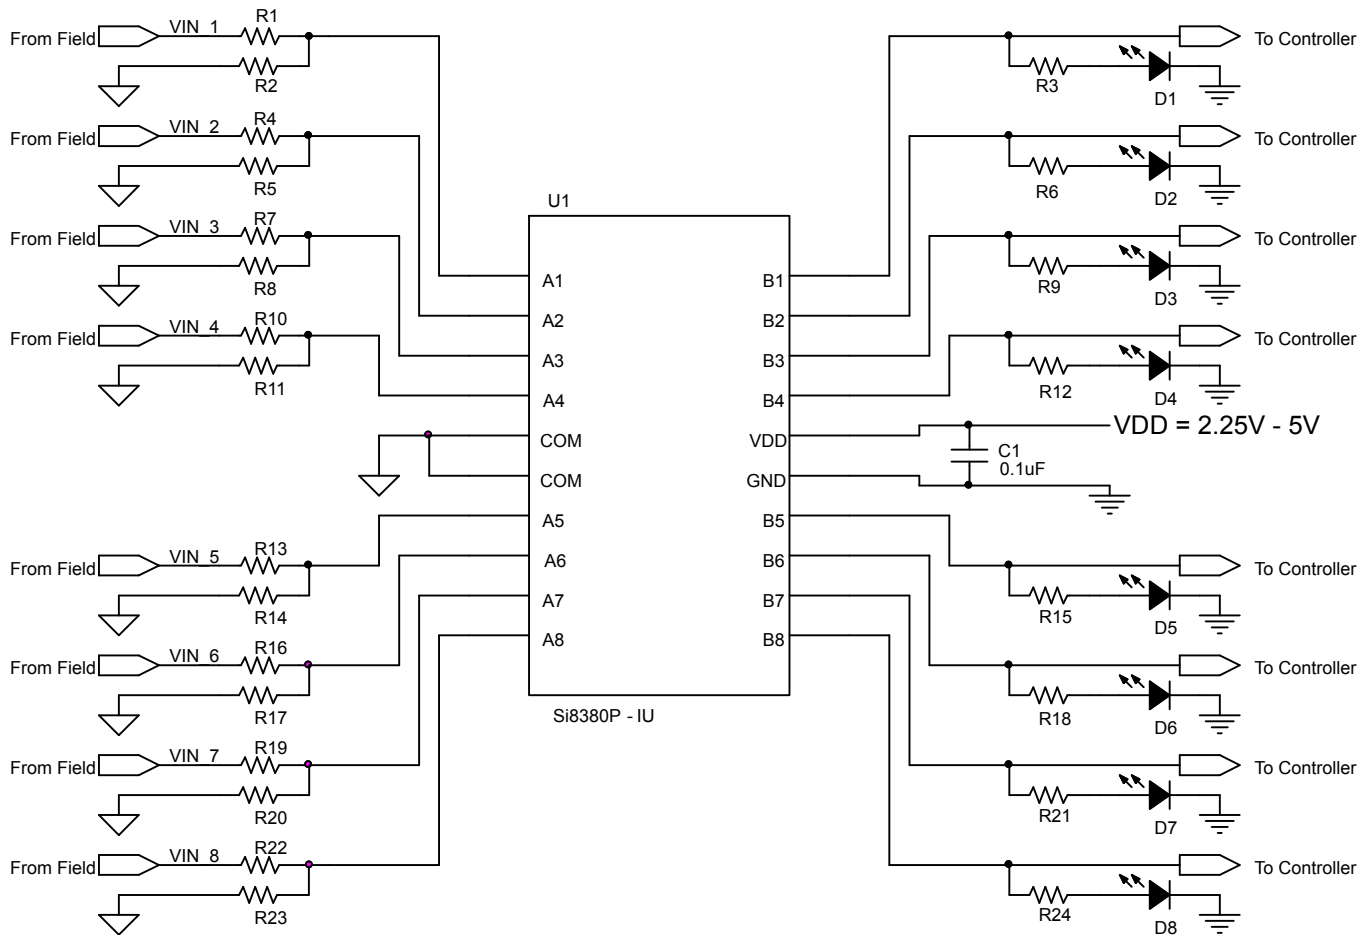 From Field VIN_1 R1 To Controller
R2 R3 D1
From Field VIN_2 R4 To Controller
R5 R6 D2
U1
From Field VIN_3 R7 To Controller
R8 R9 D3
A1 B1
A2 B2
From Field VIN_4 R10 To Controller
A3 B3
R11 R12 D4
A4 B4
VDD = 2.25V - 5V
COM VDD C1
0.1uF
COM GND
A5 B5
From Field VIN_5 R13 A6 B6 To Controller
A7 B7
R14 R15 D5
A8 B8
From Field VIN_6 R16 To Controller
R17 R18 D6
Si8380P - IU
From Field VIN_7 R19 To Controller
R20 R21 D7
From Field VIN_8 R22 To Controller
R23 R24 D8